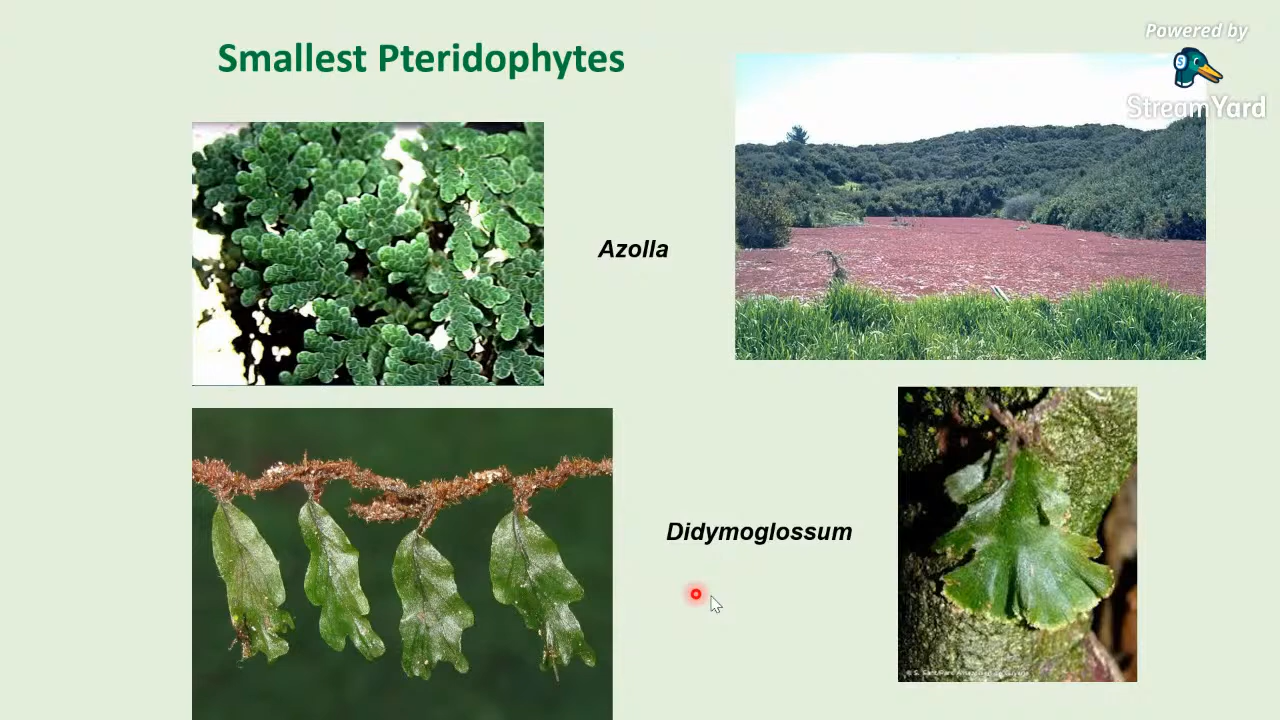 Smallest Pteridophytes
Powered by
StreamYard
Azolla
Didymoglossum